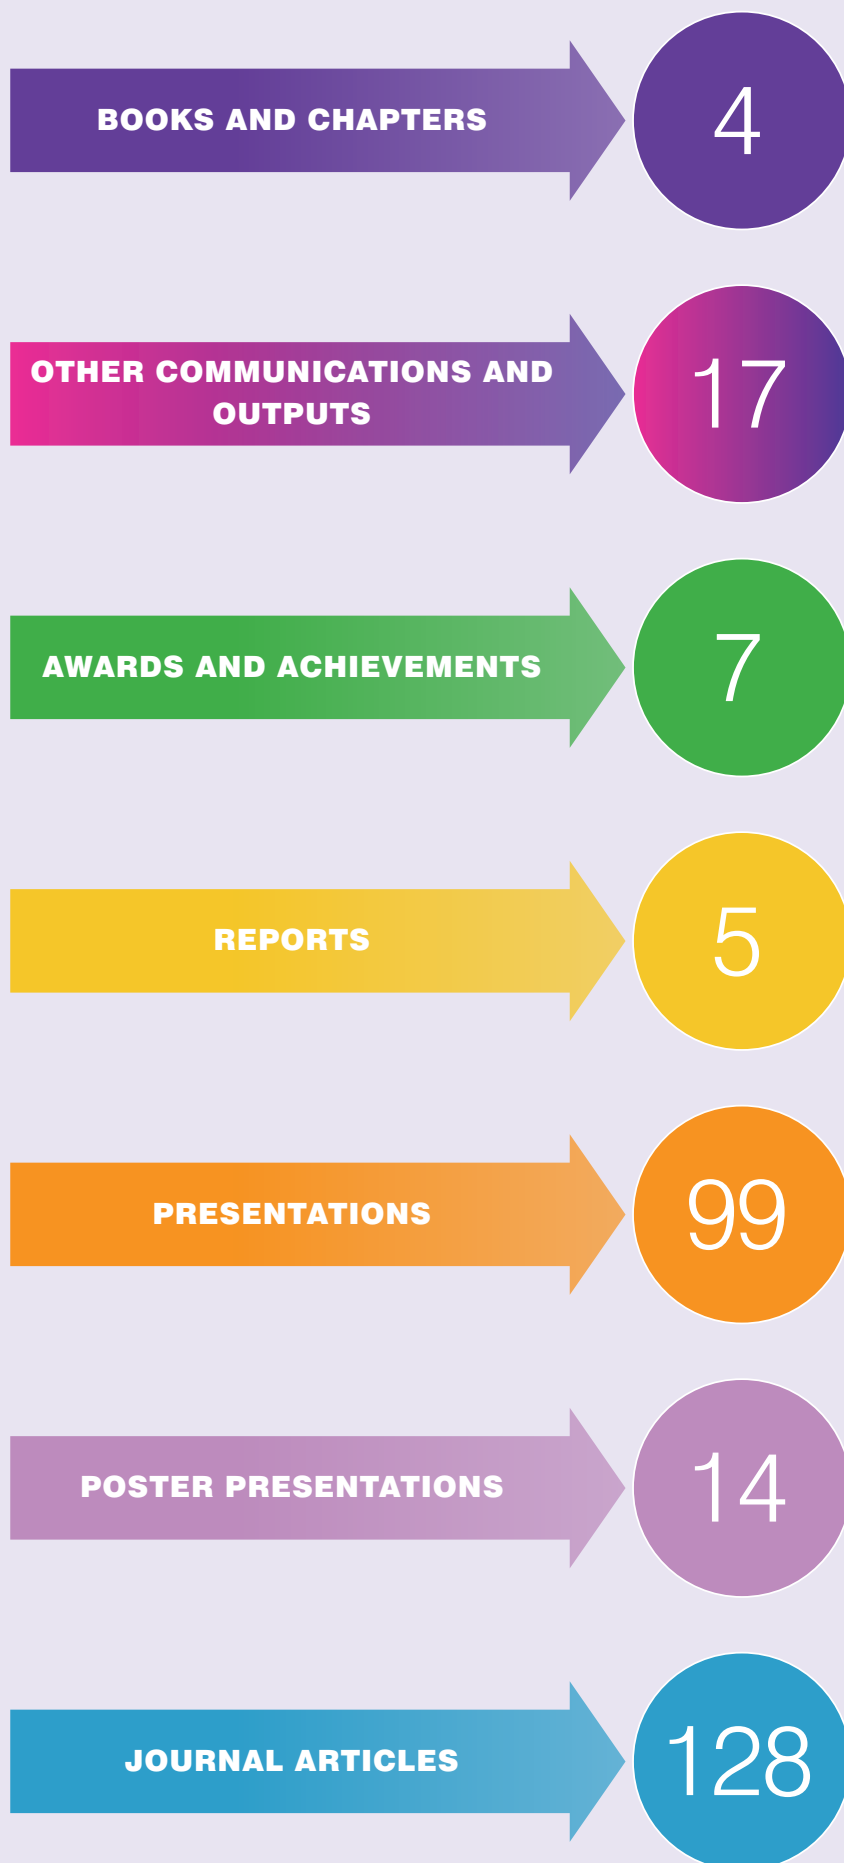 BOOKS AND CHAPTERS
4
OTHER COMMUNICATIONS AND
OUTPUTS
17
AWARDS AND ACHIEVEMENTS
7
REPORTS
5
PRESENTATIONS
99
POSTER PRESENTATIONS
14
JOURNAL ARTICLES
128